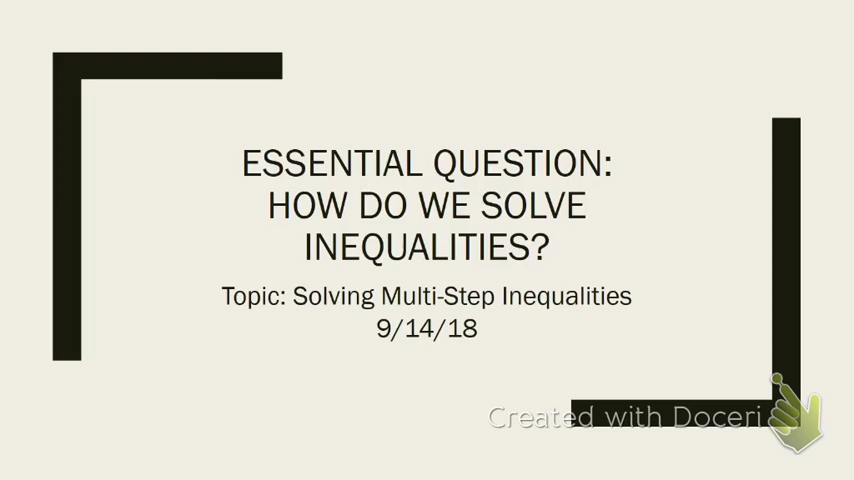 ESSENTIAL QUESTION:
HOW DO WE SOLVE
INEQUALITIES?
Topic: Solving Multi-Step Inequalities
9/14/18
Created with Doceri